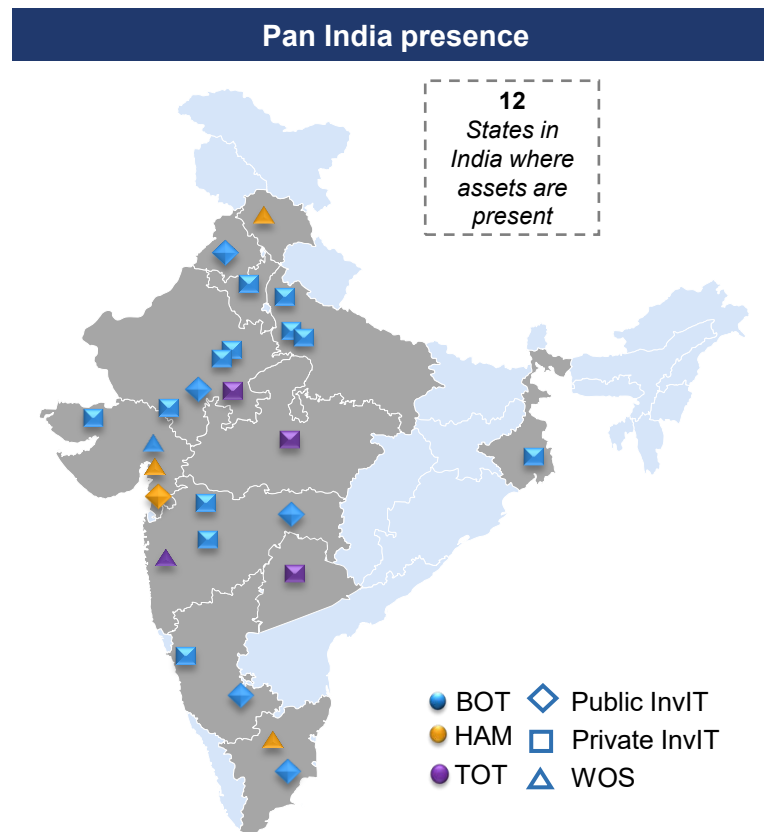 Pan India presence
12
States in
India where
assets are
present
BOT
Public InvIT
HAM
Private InvIT
TOT
WOS